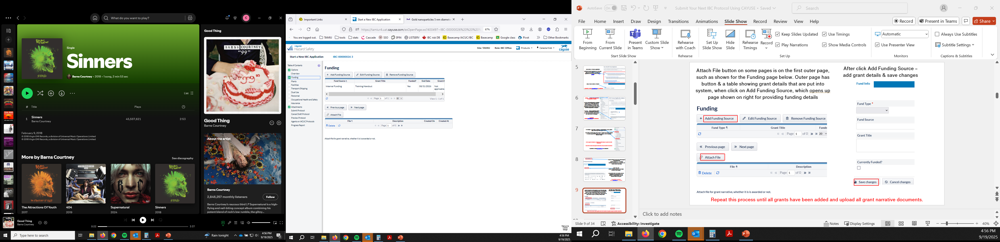 What do you want to play?
C
Single
Sinners
Barns Courtney • 2018 • 1 song, 2 min 53 sec
List
# Title Plays
1 Sinners 45,557,621 2:53
Barns Courtney
February 9, 2018
© 2018 Virgin EMI Records, a division of Universal Music Operations Limited
℗ 2018 Virgin EMI Records, a division of Universal Music Operations Limited
More by Barns Courtney
See discography
The Attractions Of Youth
2017
404
2019
Supernatural
2024
Sinners
2018
Good Thing
BARNS COURTNEY
"99"
Good Thing
Barns Courtney
About the artist
Barns Courtney
2,846,257 monthly listeners
Follow
Barns Courtney's raucous third LP Supernatural is a high-
flying and nail-biting concept album combining his
potent blend of rock's low rumble, the glitzy...
Good Thing
Barns Courtney
0:22
3:37
Type here to search
Rain tonight
4:56 PM
9/19/2025
Important Links
Start a New IBC Application
Gold nanoparticles 5 nm diamete
https://tamiur4.uat.cayuse.com/esOpenPage.wc?400497~IBC-00000026%20%20%20%
67%
You are logged out.
TAMIU
tools
stats
Cascade
SSO
SPIN
LISTSERV
IBC risk DB
Basecamp IACUC/IBC
Basecamp
Google class
Pivot
Other Bookmarks
cayuse
Hazard Safety
Site: TAMIU
Role: IBC Office
Products
Celeste Kidd
cayuse
Start a New IBC Application
IBC-00000026 3
Table of Contents
Options
Overview
Funding
Plants
Facilities
Transport/Shipping
Dual Use
Personnel
Occupational Health and Safety
Assurance
Attachments
Submit Protocol
Cancel Draft Protocol
Preview Protocol
Agents on IACUC Protocols
Progress Report
Funding
+ Add Funding Source
Edit Funding Source
Remove Funding Source
Fund Source Grant Title Funded? End Date Grant #
Internal Funding Training Handout Yes 08/31/2026 Not
applicable
Page 1 of 1 20 View 1 - 1 of 1
« Previous page
» Next page
Attach File
File Description Created On Created At
Delete Page 1 of 0
Attach file for grant narrative, whether it is is awarded or not.
Resource
Center
badge
4:56 PM
9/19/2025
AutoSave
On
Submit Your Next IBC Protocol Using CAYUSE • Saved
Search
File
Home
Insert
Draw
Design
Transitions
Animations
Slide Show
Record
Review
View
Help
Record
Present in Teams
Share
From
Beginning
From
Current Slide
Present
in Teams
Custom Slide
Show
Start Slide Show
Rehearse
with Coach
Rehearse
Set Up
Slide Show
Hide
Slide
Rehearse
Timings
Record
Keep Slides Updated
Play Narrations
Use Timings
Show Media Controls
Set Up
Automatic
Use Presenter View
Monitors
Always Use Subtitles
Subtitle Settings
Captions & Subtitles
5
6
7
8
9
Attach File button on some pages is on the first outer page,
such as shown for the Funding page below. Outer page has
button & a table showing grant details that are put into
system, when click on Add Funding Source, which opens up
page shown on right for providing funding details
Funding
+ Add Funding Source
Edit Funding Source
Remove Funding Source
Fund Type Grant Title Funde
Page 1 of 0 20
« Previous page
» Next page
Attach File
File Description
Delete Page 1 of 0
Attach file for grant narrative, whether it is is awarded or not.
After click Add Funding Source –
add grant details & save changes
Fund Info
Fund Type *
Fund Source
Grant Title
Currently Funded?
Save changes
Cancel changes
Repeat this process until all grants have been added and upload all grant narrative documents.
Click to add notes
Slide 9 of 34
Accessibility: Investigate
Notes
Display Settings
40%
4:56 PM
9/19/2025